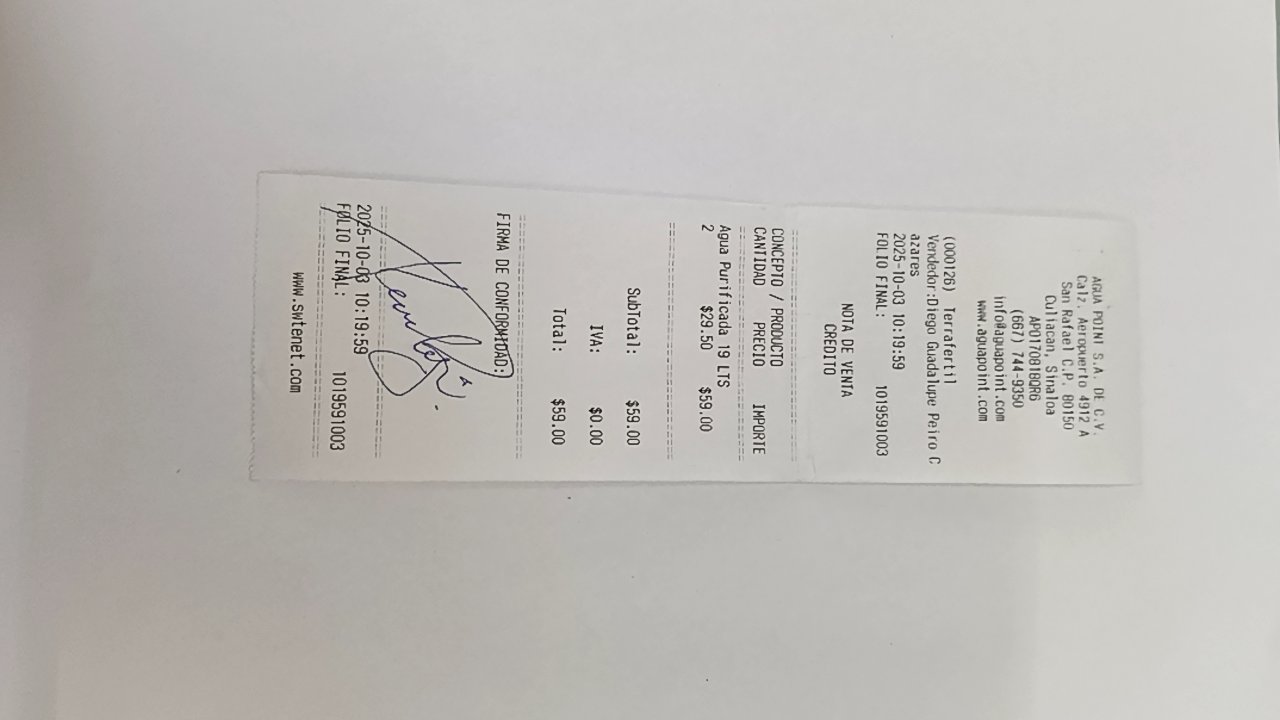 AGUA POINT S.A. DE C.V.
Calz. Aeropuerto 4912 A
San Rafael C.P. 80150
Culiacan, Sinaloa
APO170818QR6
(667) 744-9350
info@aguapoint.com
www.aguapoint.com
(000126) Terrafertil
Vendedor:Diego Guadalupe Peiro C
azares
2025-10-03 10:19:59
FOLIO FINAL: 1019591003
NOTA DE VENTA
CREDITO
CONCEPTO / PRODUCTO
CANTIDAD PRECIO IMPORTE
Agua Purificada 19 LTS
2 $29.50 $59.00
SubTotal: $59.00
IVA: $0.00
Total: $59.00
FIRMA DE CONFORMIDAD:
2025-10-03 10:19:59
FOLIO FINAL: 1019591003
www.swtenet.com